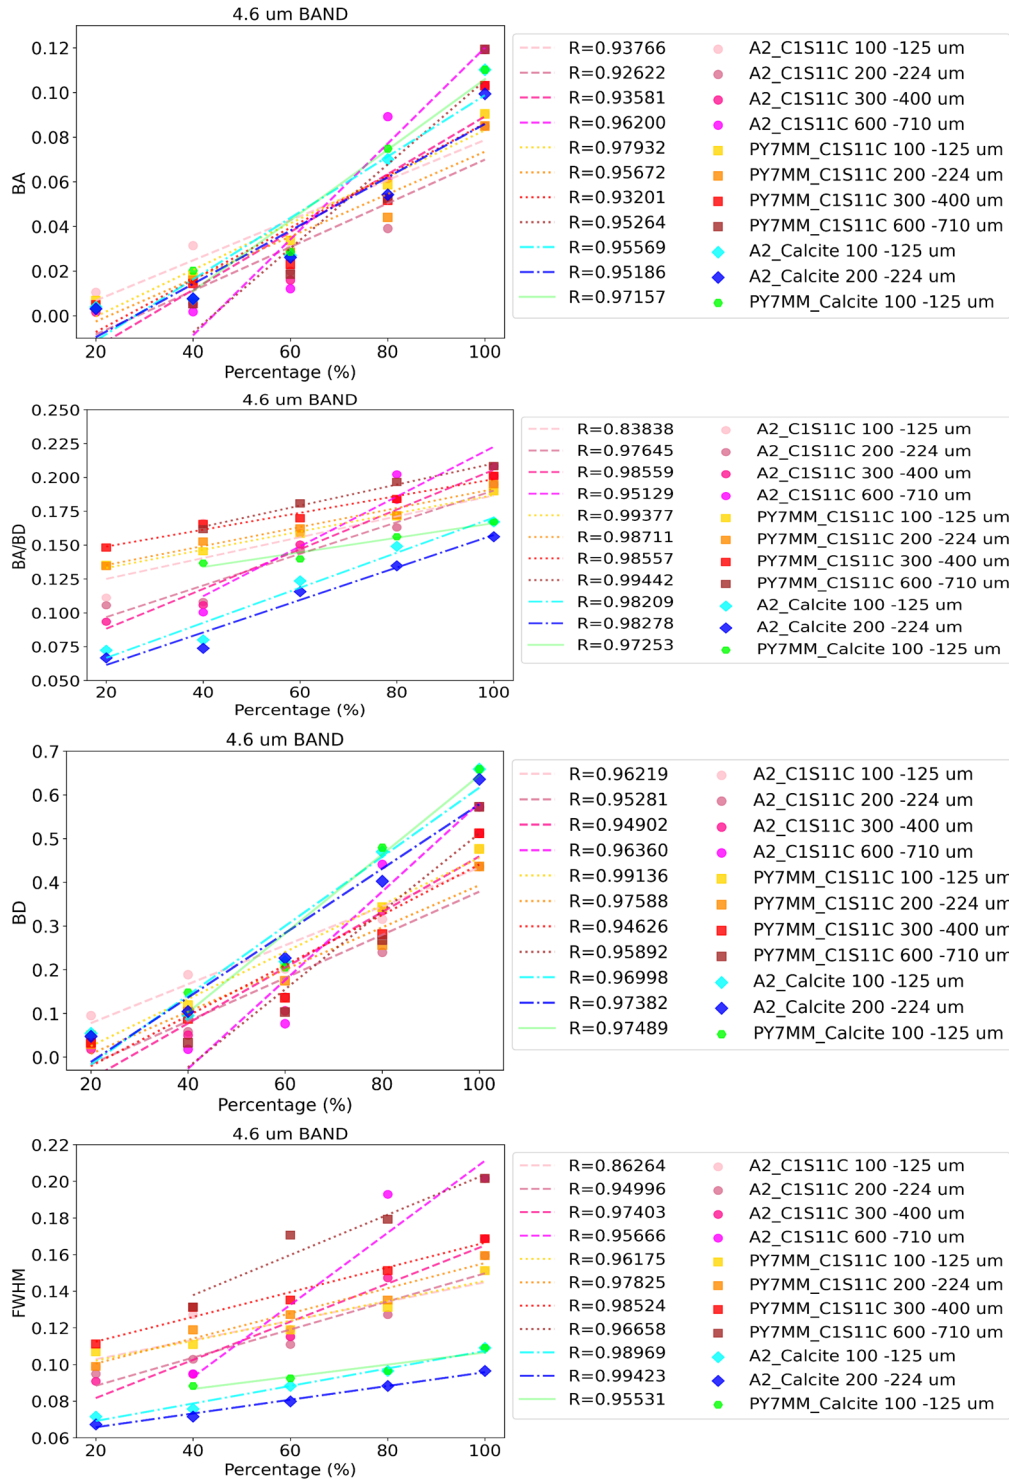 4.6 um BAND
BA
0.12
0.10
0.08
0.06
0.04
0.02
0.00
20 40 60 80 100
Percentage (%)
R=0.93766 A2_C1S11C 100 -125 um
R=0.92622 A2_C1S11C 200 -224 um
R=0.93581 A2_C1S11C 300 -400 um
R=0.96200 A2_C1S11C 600 -710 um
R=0.97932 PY7MM_C1S11C 100 -125 um
R=0.95672 PY7MM_C1S11C 200 -224 um
R=0.93201 PY7MM_C1S11C 300 -400 um
R=0.95264 PY7MM_C1S11C 600 -710 um
R=0.95569 A2_Calcite 100 -125 um
R=0.95186 A2_Calcite 200 -224 um
R=0.97157 PY7MM_Calcite 100 -125 um
4.6 um BAND
BA/BD
0.250
0.225
0.200
0.175
0.150
0.125
0.100
0.075
0.050
20 40 60 80 100
Percentage (%)
R=0.83838 A2_C1S11C 100 -125 um
R=0.97645 A2_C1S11C 200 -224 um
R=0.98559 A2_C1S11C 300 -400 um
R=0.95129 A2_C1S11C 600 -710 um
R=0.99377 PY7MM_C1S11C 100 -125 um
R=0.98711 PY7MM_C1S11C 200 -224 um
R=0.98557 PY7MM_C1S11C 300 -400 um
R=0.99442 PY7MM_C1S11C 600 -710 um
R=0.98209 A2_Calcite 100 -125 um
R=0.98278 A2_Calcite 200 -224 um
R=0.97253 PY7MM_Calcite 100 -125 um
4.6 um BAND
BD
0.7
0.6
0.5
0.4
0.3
0.2
0.1
0.0
20 40 60 80 100
Percentage (%)
R=0.96219 A2_C1S11C 100 -125 um
R=0.95281 A2_C1S11C 200 -224 um
R=0.94902 A2_C1S11C 300 -400 um
R=0.96360 A2_C1S11C 600 -710 um
R=0.99136 PY7MM_C1S11C 100 -125 um
R=0.97588 PY7MM_C1S11C 200 -224 um
R=0.94626 PY7MM_C1S11C 300 -400 um
R=0.95892 PY7MM_C1S11C 600 -710 um
R=0.96998 A2_Calcite 100 -125 um
R=0.97382 A2_Calcite 200 -224 um
R=0.97489 PY7MM_Calcite 100 -125 um
4.6 um BAND
FWHM
0.22
0.20
0.18
0.16
0.14
0.12
0.10
0.08
0.06
20 40 60 80 100
Percentage (%)
R=0.86264 A2_C1S11C 100 -125 um
R=0.94996 A2_C1S11C 200 -224 um
R=0.97403 A2_C1S11C 300 -400 um
R=0.95666 A2_C1S11C 600 -710 um
R=0.96175 PY7MM_C1S11C 100 -125 um
R=0.97825 PY7MM_C1S11C 200 -224 um
R=0.98524 PY7MM_C1S11C 300 -400 um
R=0.96658 PY7MM_C1S11C 600 -710 um
R=0.98969 A2_Calcite 100 -125 um
R=0.99423 A2_Calcite 200 -224 um
R=0.95531 PY7MM_Calcite 100 -125 um